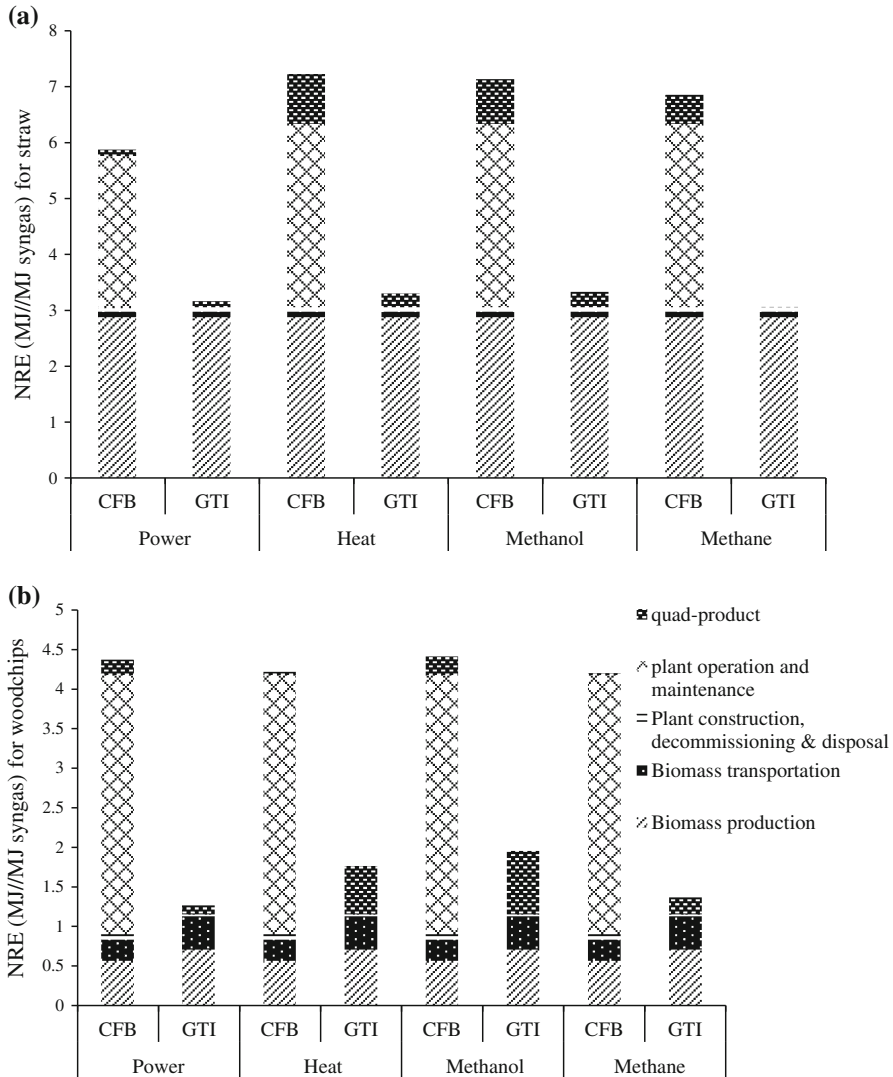 (a)
NRE (MJ//MJ syngas) for straw
8
7
6
5
4
3
2
1
0
CFB GTI CFB GTI CFB GTI CFB GTI
Power Heat Methanol Methane
(b)
NRE (MJ//MJ syngas) for woodchips
5
4.5
4
3.5
3
2.5
2
1.5
1
0.5
0
quad-product
plant operation and
maintenance
Plant construction,
decommissioning & disposal
Biomass transportation
Biomass production
CFB GTI CFB GTI CFB GTI CFB GTI
Power Heat Methanol Methane